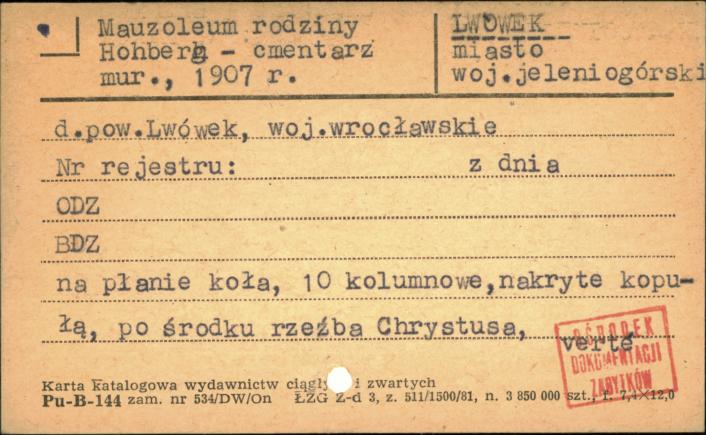 Mauzoleum rodziny
Hohberg - cmentarz
mur., 1907 r.
LWÓWEK
miasto
woj.jeleniogórski
d.pow.Lwówek, woj.wrocławskie
Nr rejestru: z dnia
ODZ
BDZ
na płanie koła, 10 kolumnowe,nakryte kopu-
łą, po środku rzeźba Chrystusa,
verte
OŚRODEK
DOKUMENTACJI
ZABYTKÓW
Karta katalogowa wydawnictw ciągły i zwartych
Pu-B-144 zam. nr 534/DW/On ŁZG Z-d 3, z. 511/1500/81, n. 3 850 000 szt., f. 7,4×12,0